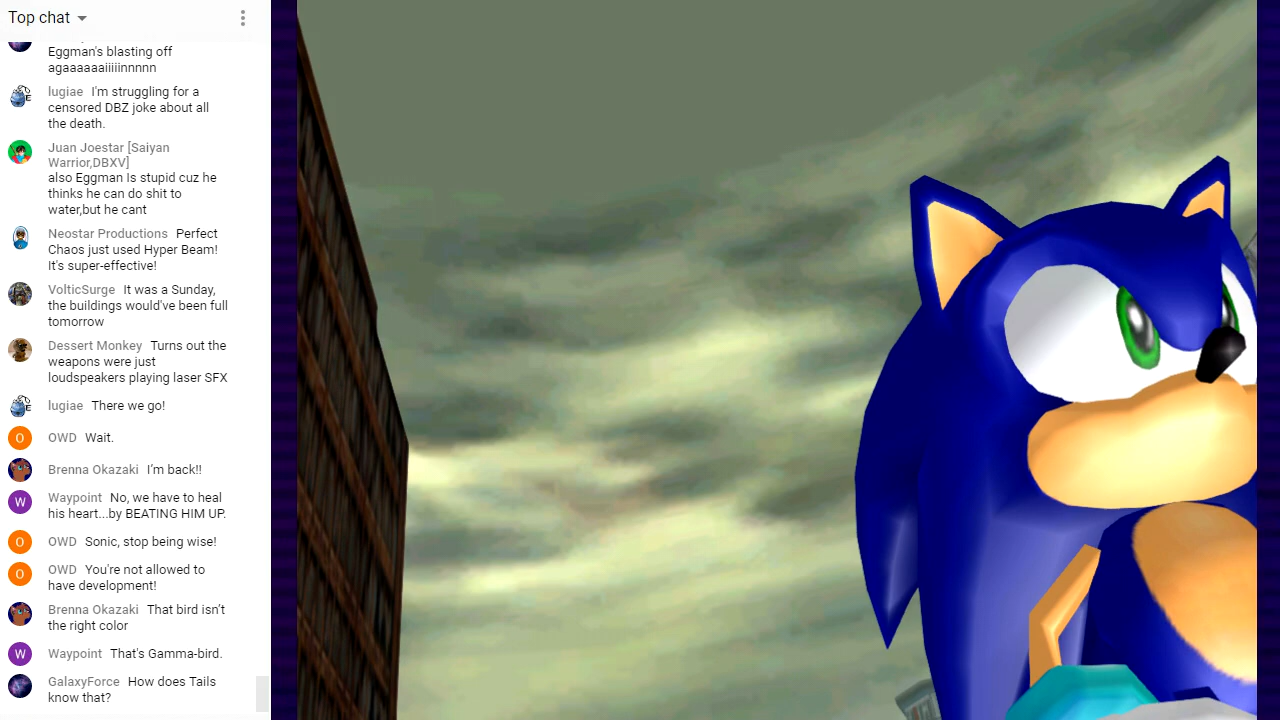 Top chat
Eggman's blasting off
agaaaaaaiiiiinnnnn
lugiae I'm struggling for a
censored DBZ joke about all
the death.
Juan Joestar [Saiyan
Warrior,DBXV]
also Eggman Is stupid cuz he
thinks he can do shit to
water,but he cant
Neostar Productions Perfect
Chaos just used Hyper Beam!
It's super-effective!
VolticSurge It was a Sunday,
the buildings would've been full
tomorrow
Dessert Monkey Turns out the
weapons were just
loudspeakers playing laser SFX
lugiae There we go!
O OWD Wait.
Brenna Okazaki I'm back!!
W Waypoint No, we have to heal
his heart...by BEATING HIM UP.
O OWD Sonic, stop being wise!
O OWD You're not allowed to
have development!
Brenna Okazaki That bird isn't
the right color
W Waypoint That's Gamma-bird.
GalaxyForce How does Tails
know that?